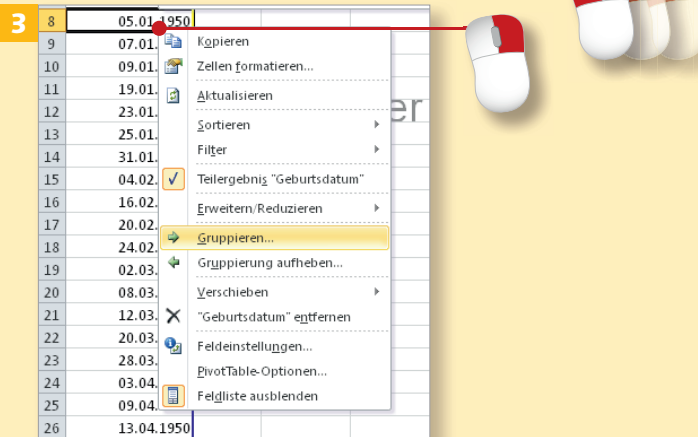 3
8 05.01.1950
9 07.01. Kopieren
10 09.01. Zellen formatieren...
11 19.01. Aktualisieren
12 23.01. er
13 25.01. Sortieren
14 31.01. Filter
15 04.02. Teilergebnis "Geburtsdatum"
16 16.02. Erweitern/Reduzieren
17 20.02.
18 24.02. Gruppieren...
19 02.03. Gruppierung aufheben...
20 08.03. Verschieben
21 12.03. "Geburtsdatum" entfernen
22 20.03. Feldeinstellungen...
23 28.03.
24 03.04. PivotTable-Optionen...
25 09.04. Feldliste ausblenden
26 13.04.1950